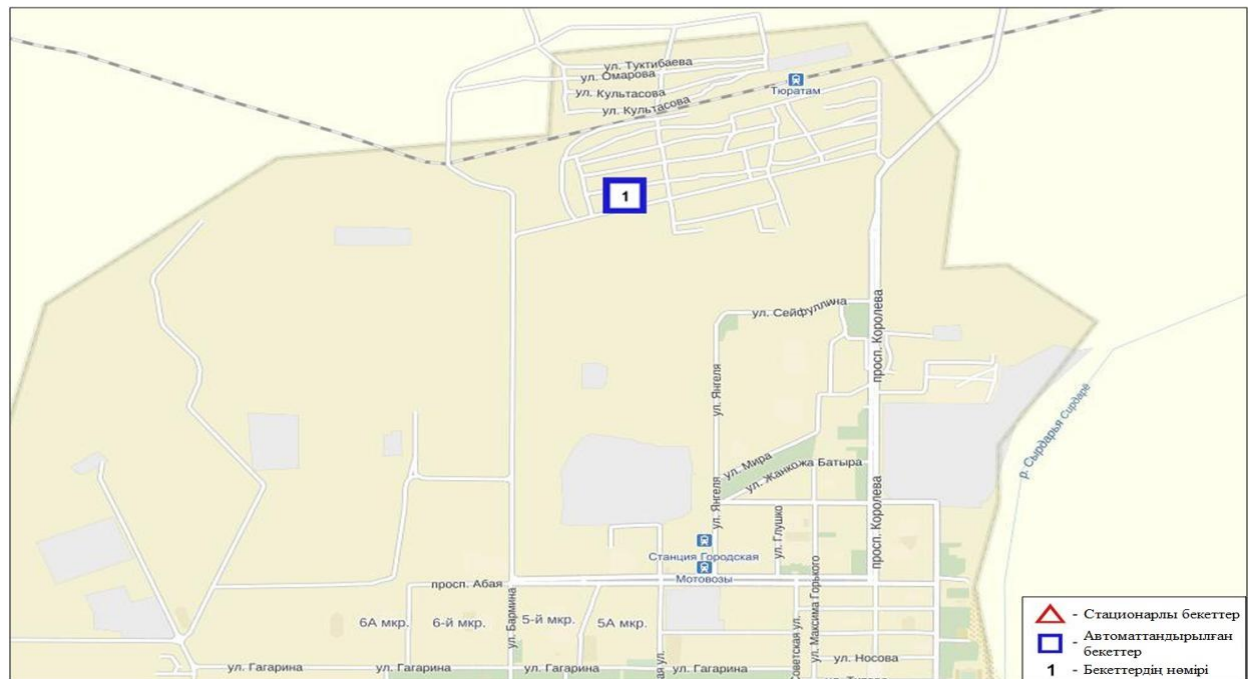 ул. Туктибаева
ул. Омарова
ул. Культасова
ул. Культасова
Тюратам
1
ул. Сейфуллина
просп. Королева
ул. Янгеля
р. Сырдарья Сирдарё
ул. Мира
ул. Жанкожа Батыра
ул. Янгеля
ул. Глушко
просп. Королева
Станция Городская
Мотовозы
просп. Абая
ул. Бармина
ул. Максима Горького
6А мкр.
6-й мкр.
5-й мкр.
5А мкр.
ул. Носова
ул. Гагарина
ул. Гагарина
ул. Гагарина
ул. Гагарина
- Стационарлы бекеттер
- Автоматтандырылған
бекеттер
1 - Бекеттердің нөмірі